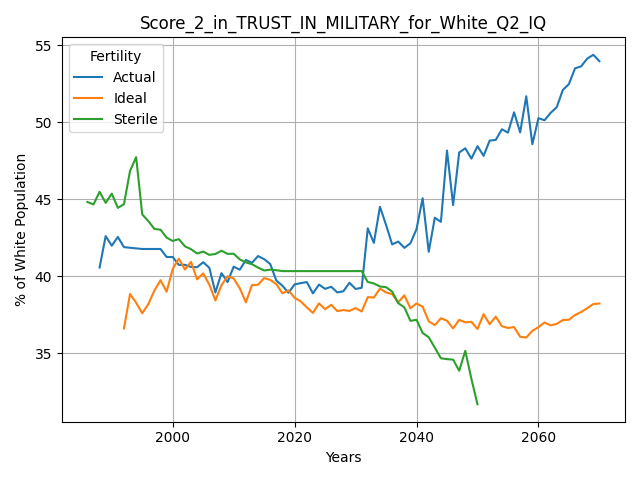 Score_2_in_TRUST_IN_MILITARY_for_White_Q2_IQ
Fertility
Actual
Ideal
Sterile
% of White Population
55
50
45
40
35
2000
2020
2040
2060
Years